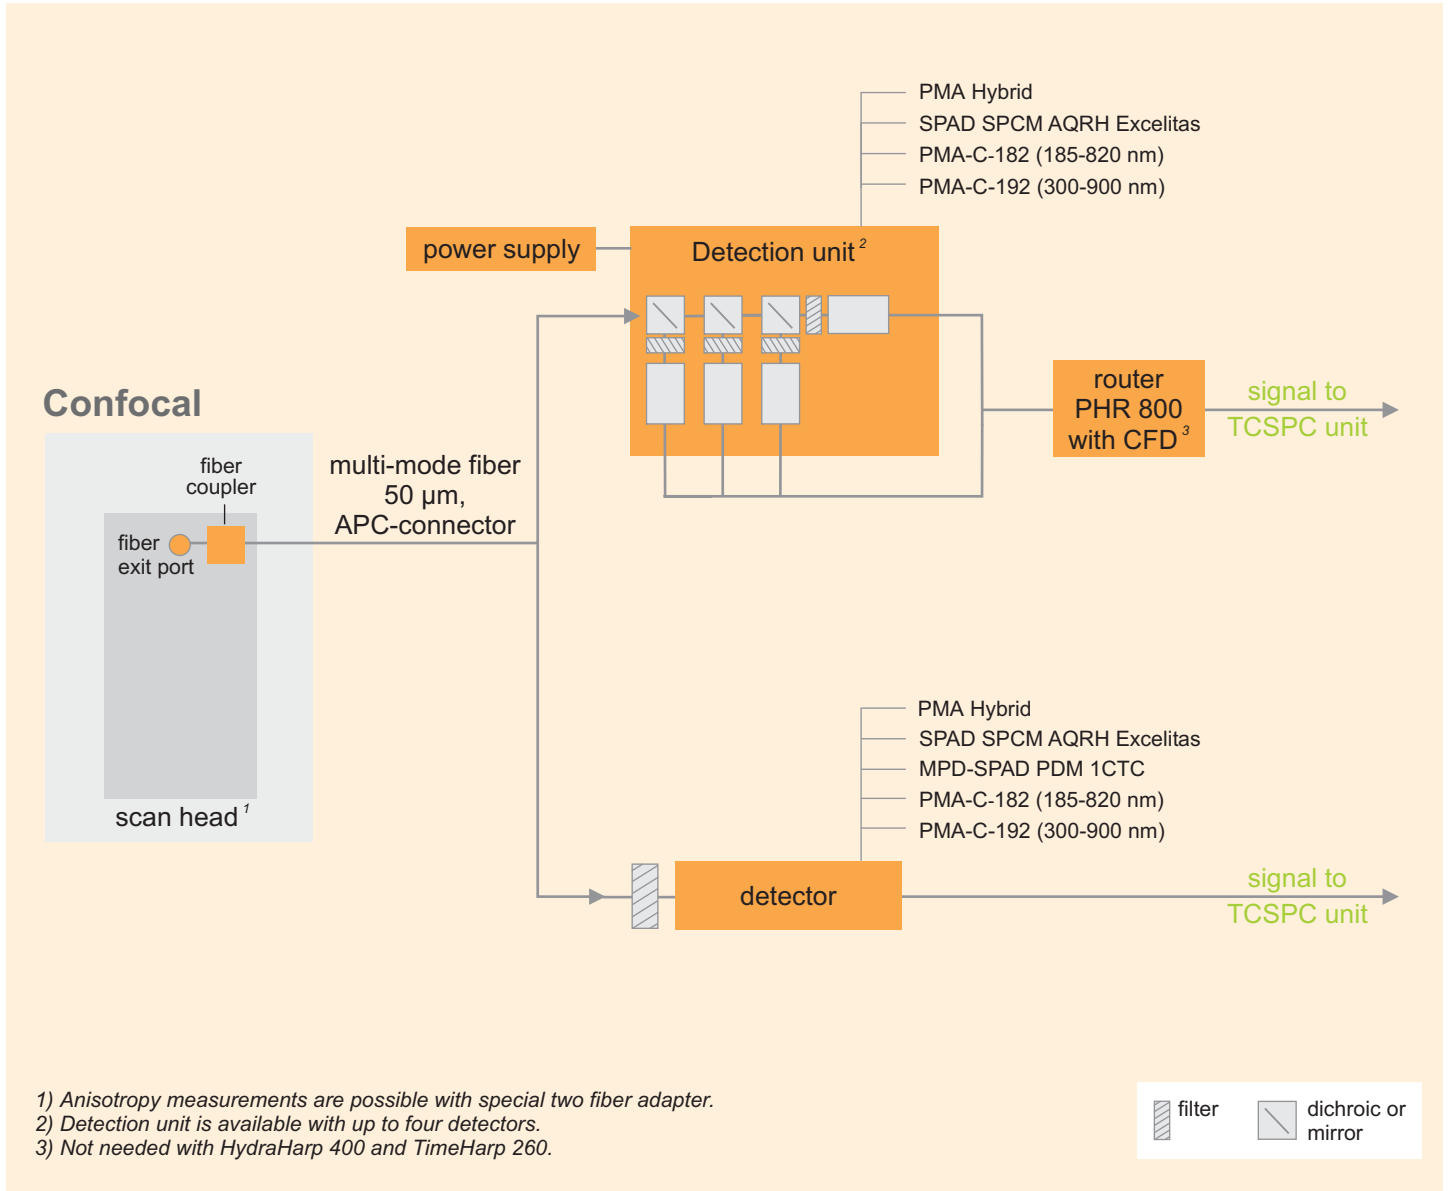 PMA Hybrid
SPAD SPCM AQRH Excelitas
PMA-C-182 (185-820 nm)
PMA-C-192 (300-900 nm)
power supply
Detection unit 2
Confocal
router
PHR 800
with CFD 3
signal to
TCSPC unit
fiber
coupler
multi-mode fiber
50 µm,
APC-connector
fiber
exit port
scan head 1
PMA Hybrid
SPAD SPCM AQRH Excelitas
MPD-SPAD PDM 1CTC
PMA-C-182 (185-820 nm)
PMA-C-192 (300-900 nm)
detector
signal to
TCSPC unit
1) Anisotropy measurements are possible with special two fiber adapter.
2) Detection unit is available with up to four detectors.
3) Not needed with HydraHarp 400 and TimeHarp 260.
filter
dichroic or
mirror